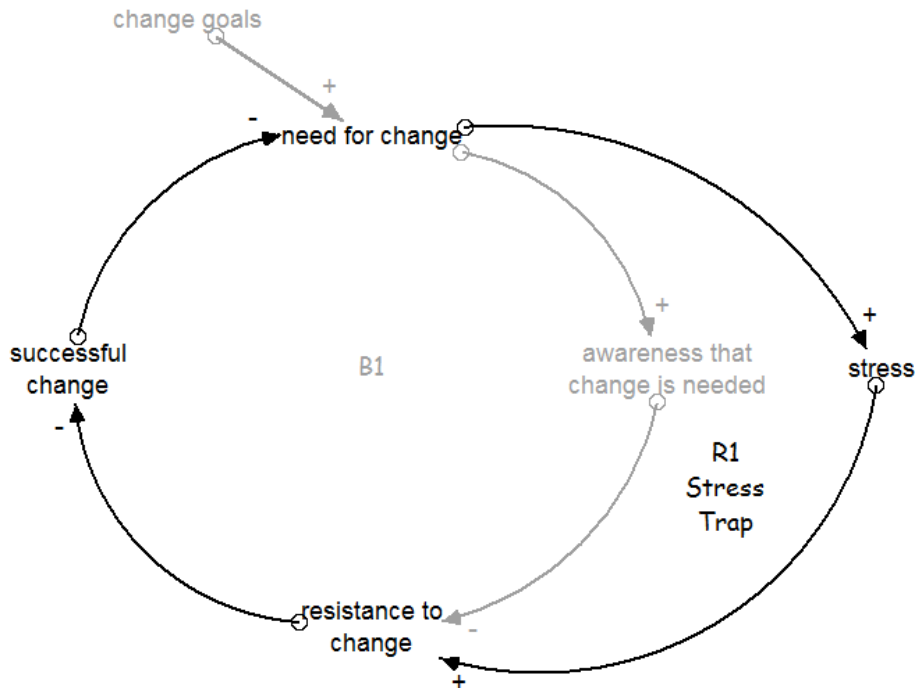 change goals
+
-
need for change
+
+
successful
change
B1
awareness that
change is needed
stress
-
R1
Stress
Trap
resistance to
change
-
+